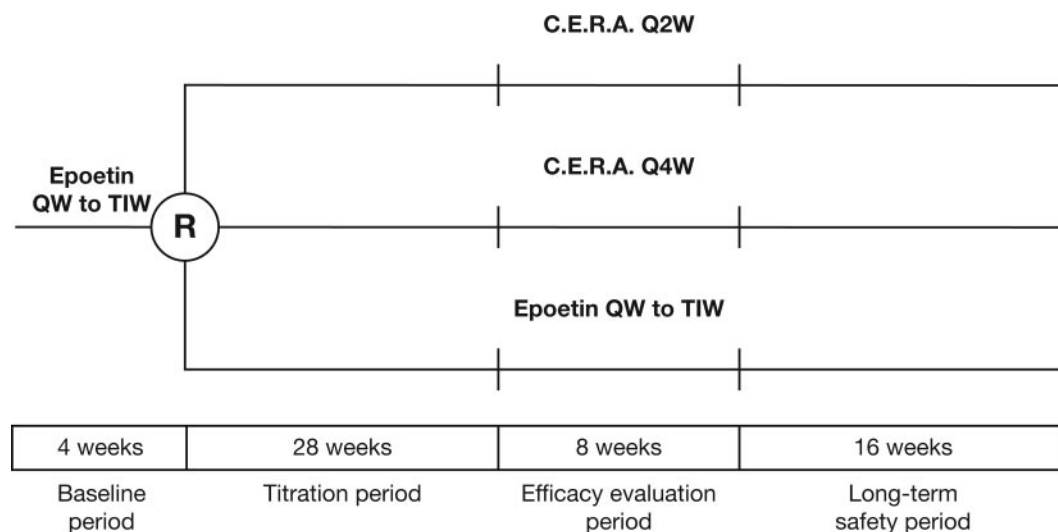 C.E.R.A. Q2W
Epoetin
QW to TIW
R
C.E.R.A. Q4W
Epoetin QW to TIW
4 weeks
28 weeks
8 weeks
16 weeks
Baseline
period
Titration period
Efficacy evaluation
period
Long-term
safety period